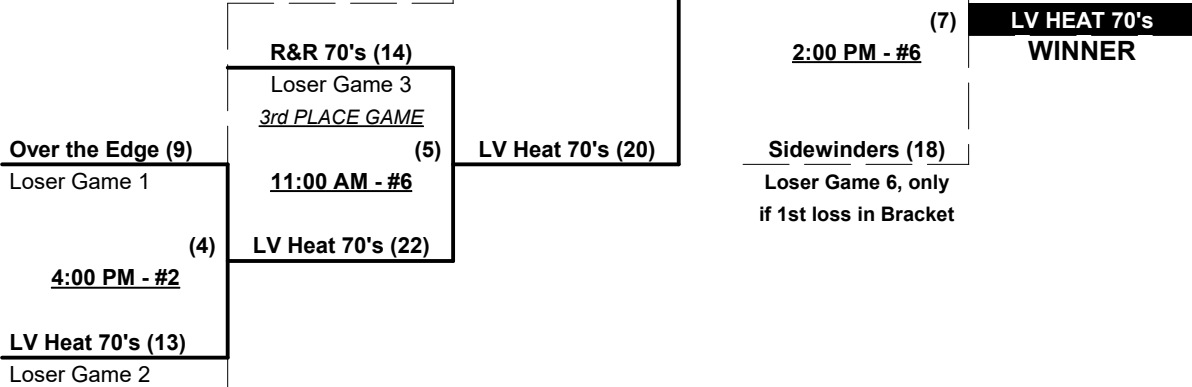 (7)
LV HEAT 70's
R&R 70's (14)
2:00 PM - #6
WINNER
Loser Game 3
3rd PLACE GAME
Over the Edge (9)
(5)
LV Heat 70's (20)
Sidewinders (18)
Loser Game 1
11:00 AM - #6
Loser Game 6, only
if 1st loss in Bracket
(4)
LV Heat 70's (22)
4:00 PM - #2
LV Heat 70's (13)
Loser Game 2